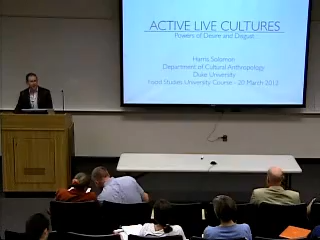 ACTIVE LIVE CULTURES
Powers of Desire and Disgust
Harris Solomon
Department of Cultural Anthropology
Duke University
Food Studies University Course - 20 March 2012